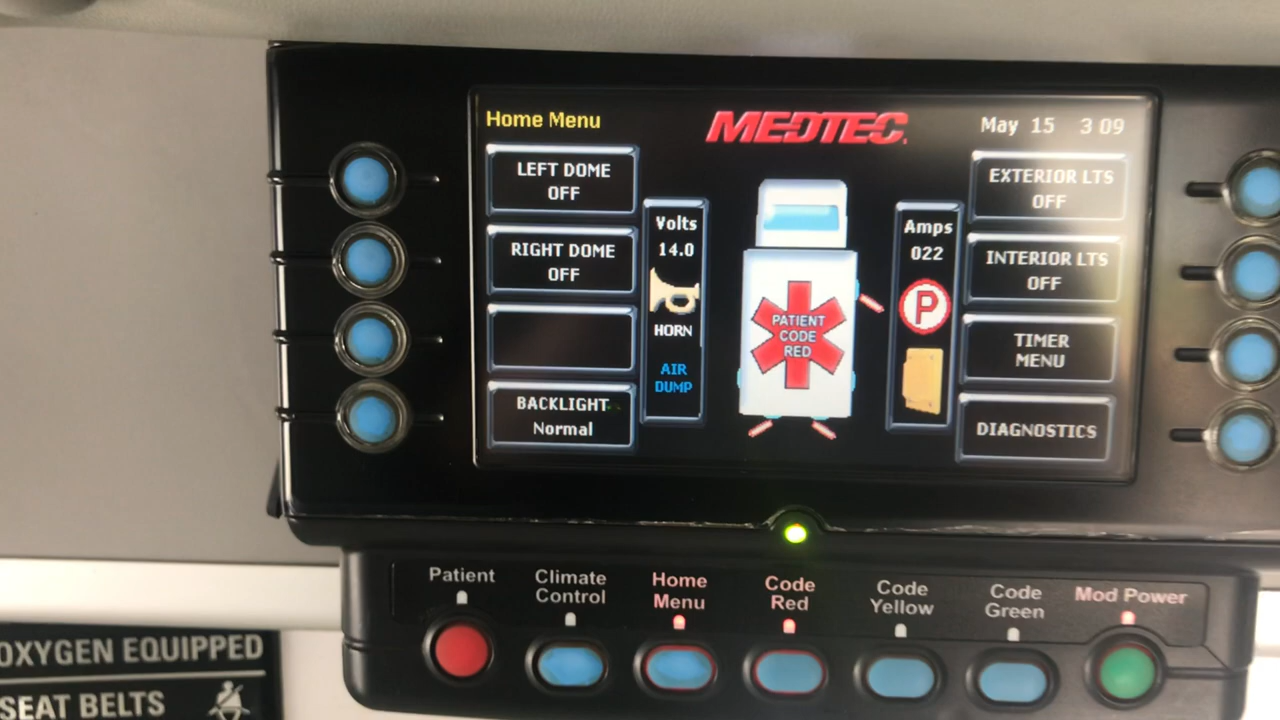 Home Menu
MEDTEC
May 15 3 09
LEFT DOME
OFF
RIGHT DOME
OFF
BACKLIGHT
Normal
Volts
14.0
HORN
AIR
DUMP
PATIENT
CODE
RED
Amps
022
P
EXTERIOR LTS
OFF
INTERIOR LTS
OFF
TIMER
MENU
DIAGNOSTICS
Patient
Climate
Control
Home
Menu
Code
Red
Code
Yellow
Code
Green
Mod Power
OXYGEN EQUIPPED
SEAT BELTS